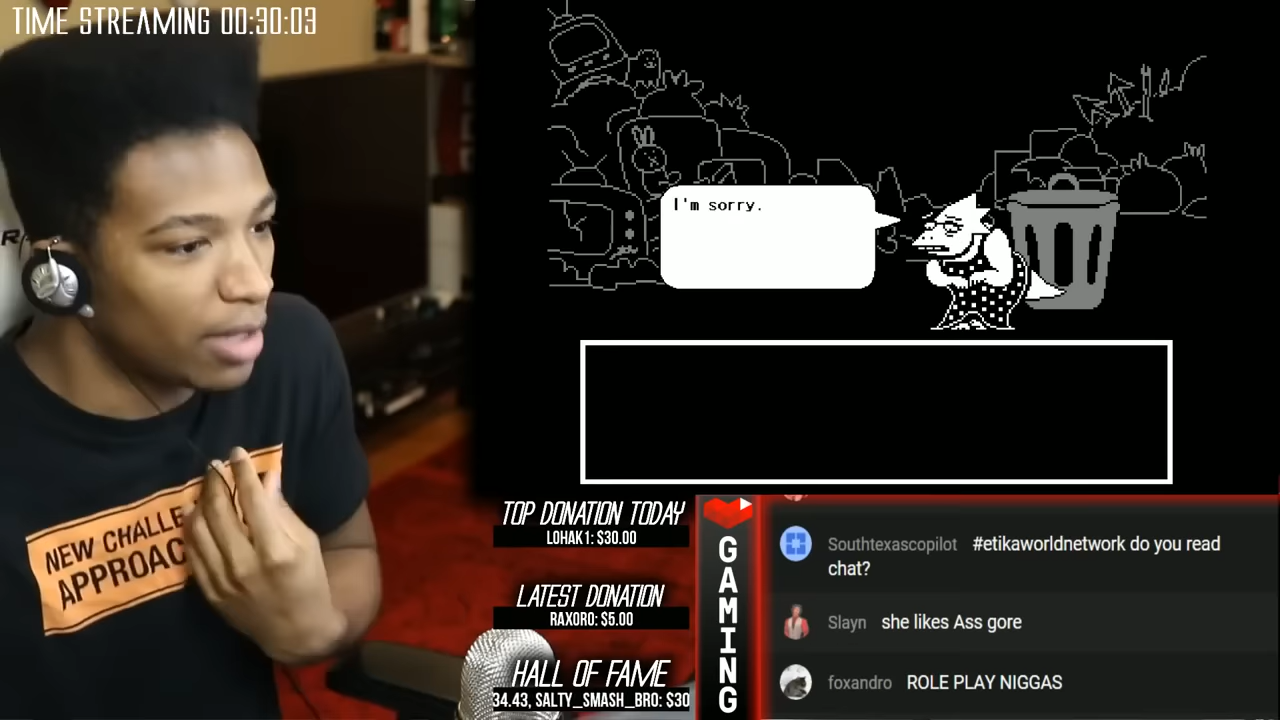 TIME STREAMING 00:30:03
I'm sorry.
NEW CHALLE
APPROAC
TOP DONATION TODAY
LOHAK1: $30.00
LATEST DONATION
RAXORO: $5.00
HALL OF FAME
34.43, SALTY_SMASH_BRO: $30
GAMING
Southtexascopilot #etikaworldnetwork do you read
chat?
Slayn she likes Ass gore
foxandro ROLE PLAY NIGGAS